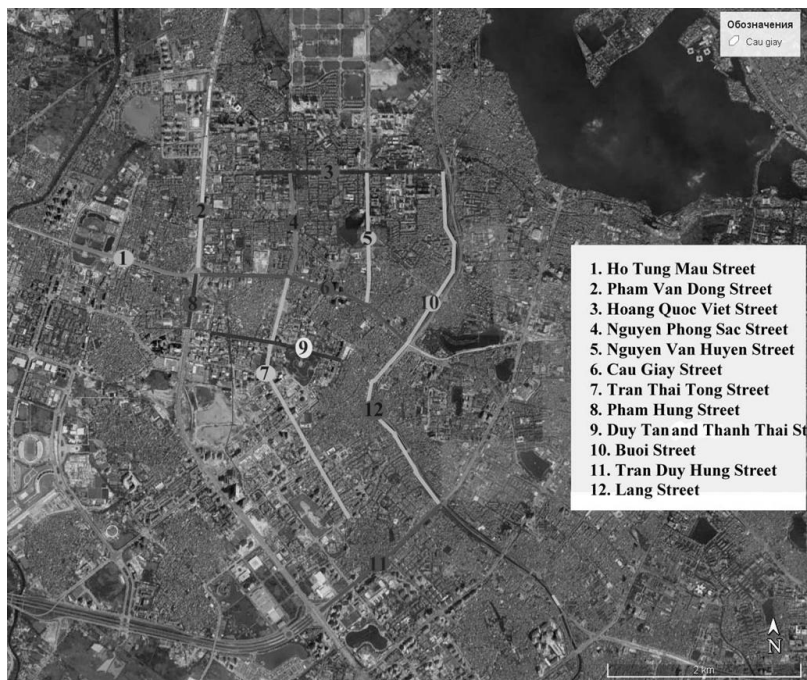 Обозначения
Cau giay
3
2
4
5
1
6
8
10
9
7
12
11
1. Ho Tung Mau Street
2. Pham Van Dong Street
3. Hoang Quoc Viet Street
4. Nguyen Phong Sac Street
5. Nguyen Van Huyen Street
6. Cau Giay Street
7. Tran Thai Tong Street
8. Pham Hung Street
9. Duy Tan and Thanh Thai St
10. Buoi Street
11. Tran Duy Hung Street
12. Lang Street
N
2 km